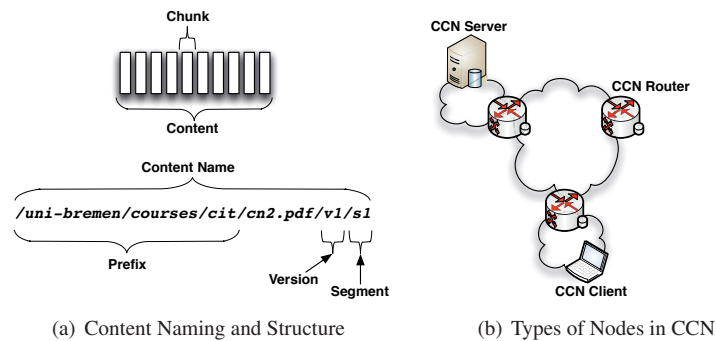 Chunk
Content
Content Name
/uni-bremen/courses/cit/cn2.pdf/v1/s1
Prefix
Version
Segment
(a) Content Naming and Structure
CCN Server
CCN Router
CCN Client
(b) Types of Nodes in CCN